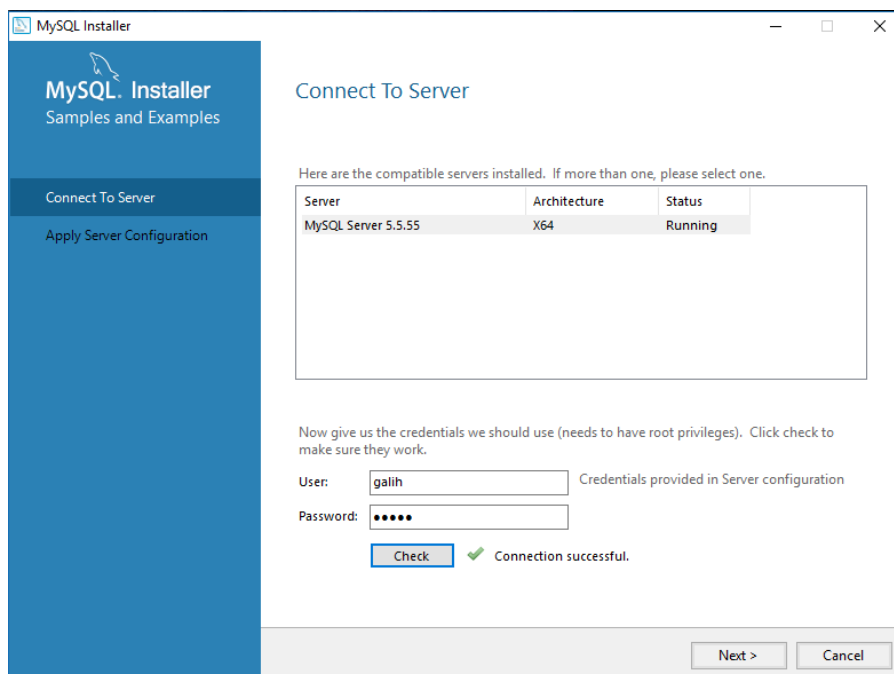 MySQL Installer
MySQL. Installer
Samples and Examples
Connect To Server
Apply Server Configuration
Connect To Server
Here are the compatible servers installed. If more than one, please select one.
Server Architecture Status
MySQL Server 5.5.55 X64 Running
Now give us the credentials we should use (needs to have root privileges). Click check to
make sure they work.
User: galih Credentials provided in Server configuration
Password: •••••
Check Connection successful.
Next > Cancel